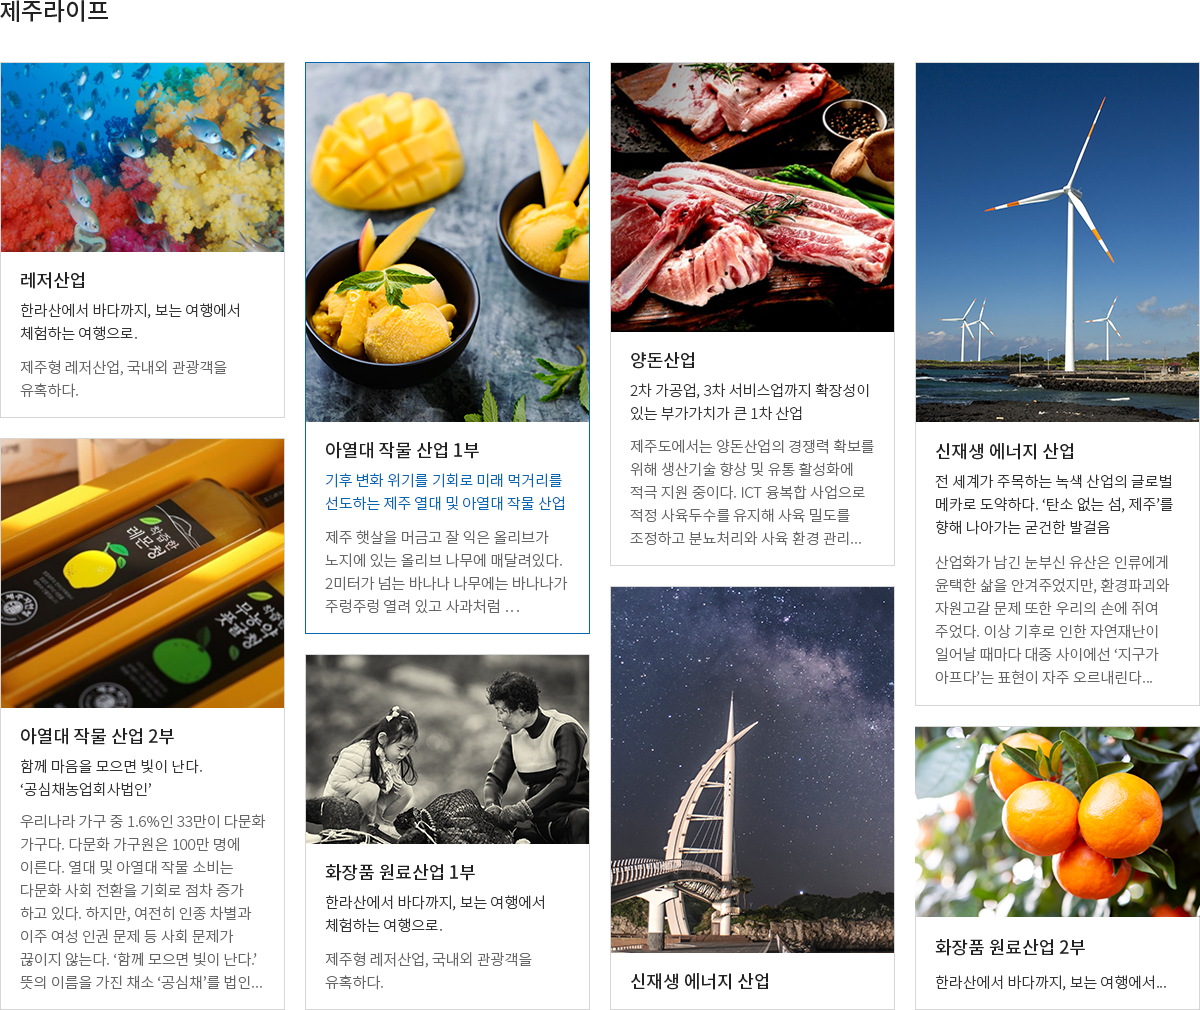 제주라이프
레저산업
한라산에서 바다까지, 보는 여행에서
체험하는 여행으로.
제주형 레저산업, 국내외 관광객을
유혹하다.
착즙한
레몬청
착즙한
무농약
풋귤청
아열대 작물 산업 2부
함께 마음을 모으면 빛이 난다.
‘공심채농업회사법인’
우리나라 가구 중 1.6%인 33만이 다문화
가구다. 다문화 가구원은 100만 명에
이른다. 열대 및 아열대 작물 소비는
다문화 사회 전환을 기회로 점차 증가
하고 있다. 하지만, 여전히 인종 차별과
이주 여성 인권 문제 등 사회 문제가
끊이지 않는다. ‘함께 모으면 빛이 난다.’
뜻의 이름을 가진 채소 ‘공심채’를 법인...
아열대 작물 산업 1부
기후 변화 위기를 기회로 미래 먹거리를
선도하는 제주 열대 및 아열대 작물 산업
제주 햇살을 머금고 잘 익은 올리브가
노지에 있는 올리브 나무에 매달려있다.
2미터가 넘는 바나나 나무에는 바나나가
주렁주렁 열려 있고 사과처럼 …
화장품 원료산업 1부
한라산에서 바다까지, 보는 여행에서
체험하는 여행으로.
제주형 레저산업, 국내외 관광객을
유혹하다.
양돈산업
2차 가공업, 3차 서비스업까지 확장성이
있는 부가가치가 큰 1차 산업
제주도에서는 양돈산업의 경쟁력 확보를
위해 생산기술 향상 및 유통 활성화에
적극 지원 중이다. ICT 융복합 사업으로
적정 사육두수를 유지해 사육 밀도를
조정하고 분뇨처리와 사육 환경 관리...
신재생 에너지 산업
신재생 에너지 산업
전 세계가 주목하는 녹색 산업의 글로벌
메카로 도약하다. ‘탄소 없는 섬, 제주’를
향해 나아가는 굳건한 발걸음
산업화가 남긴 눈부신 유산은 인류에게
윤택한 삶을 안겨주었지만, 환경파괴와
자원고갈 문제 또한 우리의 손에 쥐여
주었다. 이상 기후로 인한 자연재난이
일어날 때마다 대중 사이에선 ‘지구가
아프다’는 표현이 자주 오르내린다...
화장품 원료산업 2부
한라산에서 바다까지, 보는 여행에서...